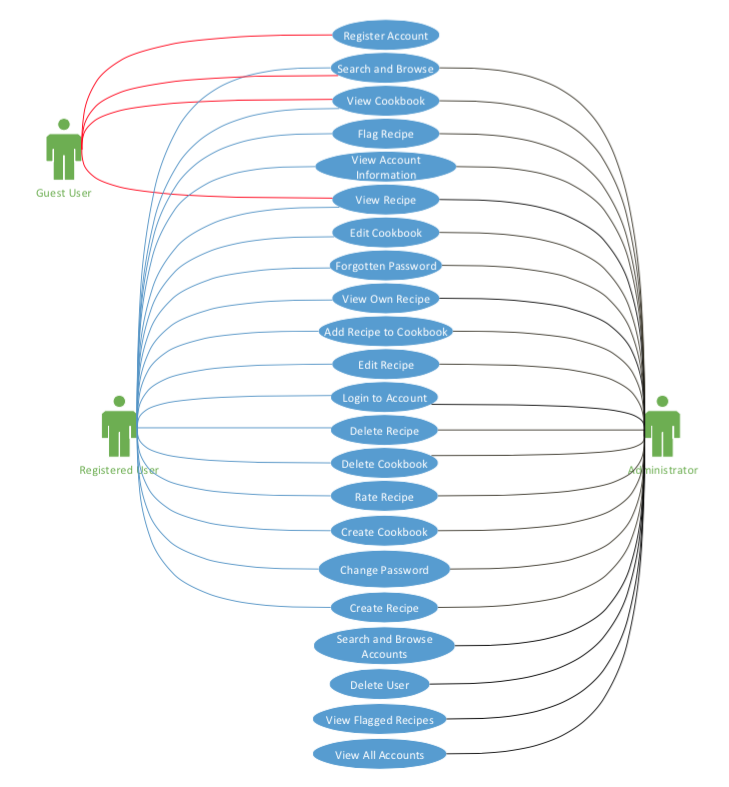 Register Account
Search and Browse
View Cookbook
Flag Recipe
View Account
Information
Guest User
View Recipe
Edit Cookbook
Forgotten Password
View Own Recipe
Add Recipe to Cookbook
Edit Recipe
Login to Account
Delete Recipe
Registered User
Delete Cookbook
Administrator
Rate Recipe
Create Cookbook
Change Password
Create Recipe
Search and Browse
Accounts
Delete User
View Flagged Recipes
View All Accounts